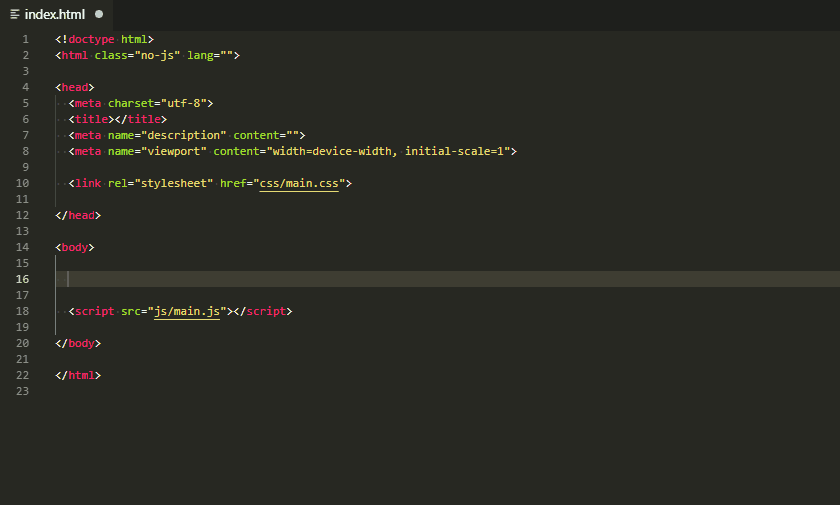 index.html
1 <!doctype html>
2 <html class="no-js" lang="">
3
4 <head>
5 <meta charset="utf-8">
6 <title></title>
7 <meta name="description" content="">
8 <meta name="viewport" content="width=device-width, initial-scale=1">
9
10 <link rel="stylesheet" href="css/main.css">
11
12 </head>
13
14 <body>
15
16
17
18 <script src="js/main.js"></script>
19
20 </body>
21
22 </html>
23